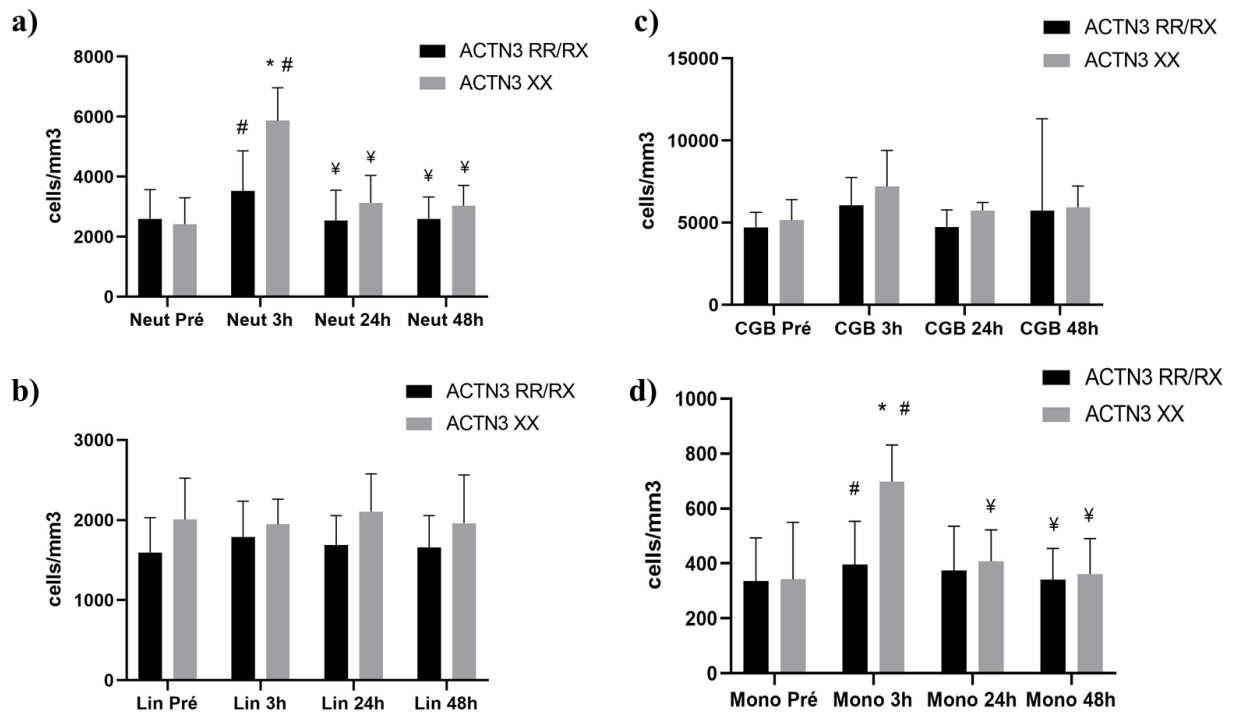 a)
ACTN3 RR/RX
ACTN3 XX
cells/mm3
8000
6000
4000
2000
0
* #
#
¥
¥
¥
¥
Neut Pré Neut 3h Neut 24h Neut 48h
c)
ACTN3 RR/RX
ACTN3 XX
cells/mm3
15000
10000
5000
0
CGB Pré CGB 3h CGB 24h CGB 48h
b)
ACTN3 RR/RX
ACTN3 XX
cells/mm3
3000
2000
1000
0
Lin Pré Lin 3h Lin 24h Lin 48h
d)
ACTN3 RR/RX
ACTN3 XX
cells/mm3
1000
800
600
400
200
0
* #
#
¥
¥
¥
Mono Pré Mono 3h Mono 24h Mono 48h